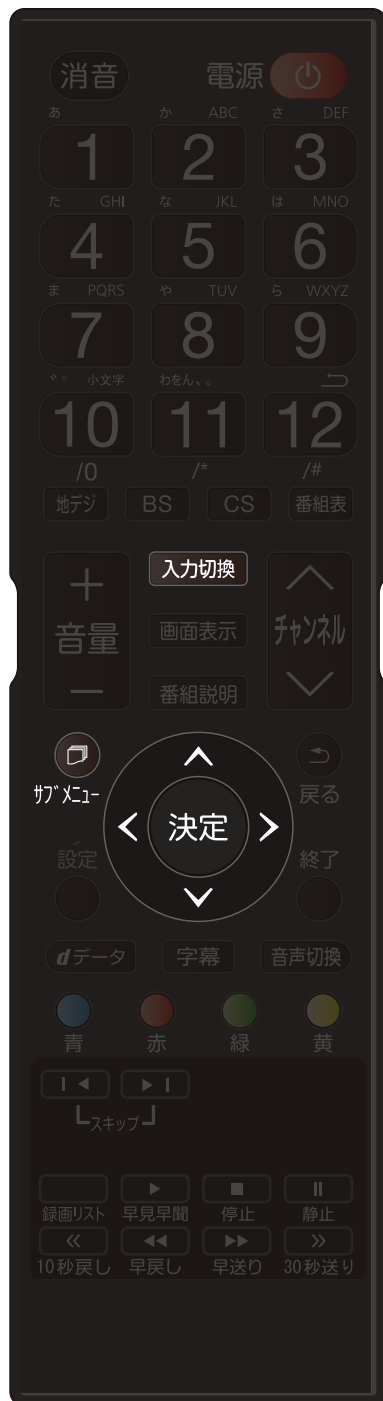 消音 電源
あ か ABC さ DEF
1 2 3
た GHI な JKL は MNO
4 5 6
ま PQRS や TUV ら WXYZ
7 8 9
゛゜ 小文字 わをん、。
10 11 12
/0 /* /#
地デジ BS CS 番組表
入力切換
+ 音量 − 画面表示 チャンネル
番組説明
サブメニュー 戻る
決定
設定 終了
dデータ 字幕 音声切換
青 赤 緑 黄
スキップ
録画リスト 早見早聞 停止 静止
10秒戻し 早戻し 早送り 30秒送り